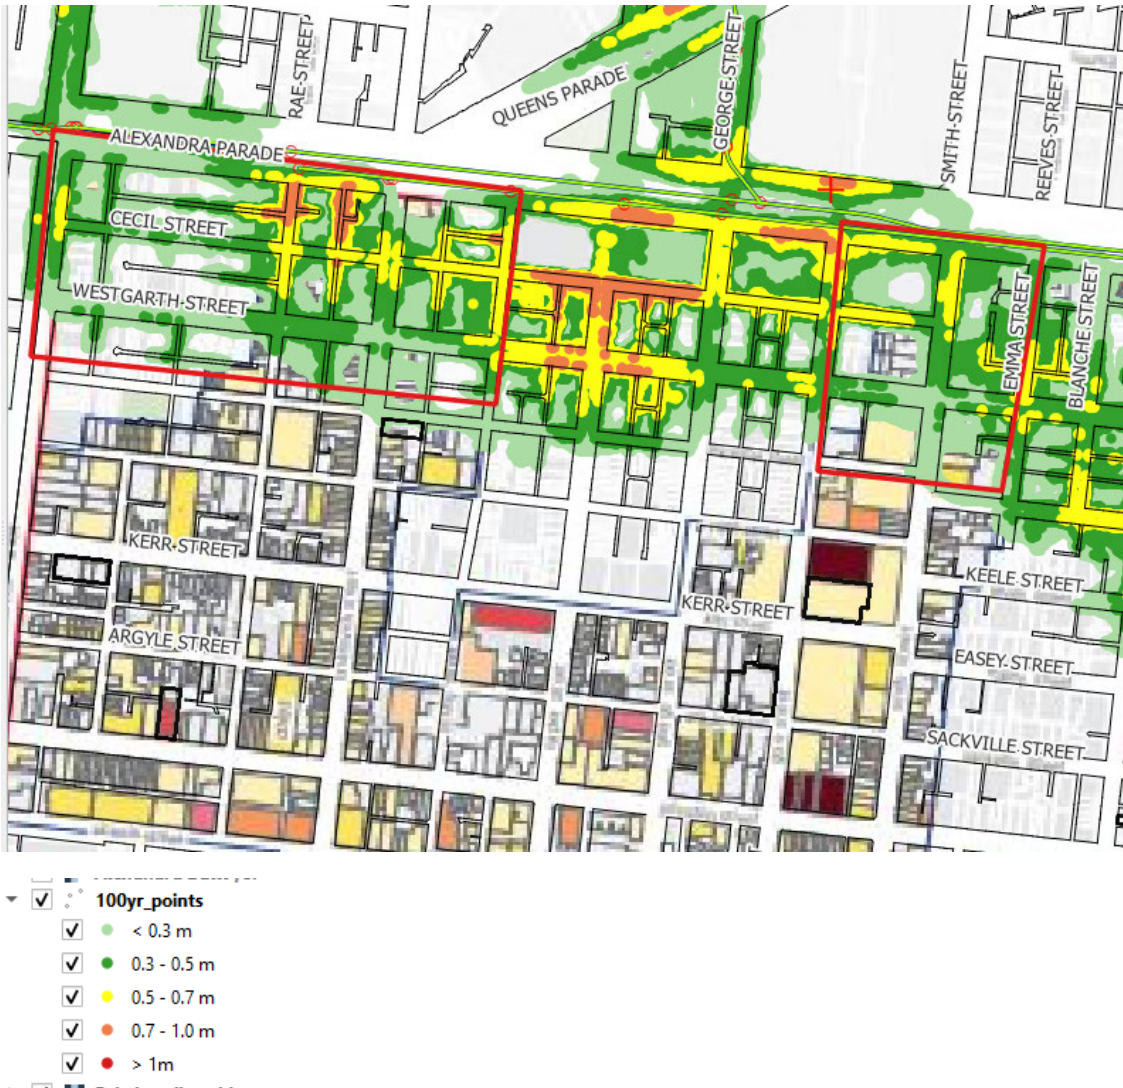 RAE-STREET
QUEENS PARADE
GEORGE-STREET
SMITH-STREET
REEVES-STREET
ALEXANDRA PARADE
CECIL STREET
WESTGARTH-STREET
EMMA STREET
BLANCHE-STREET
KERR-STREET
KEELE-STREET
KERR-STREET
ARGYLE STREET
EASEY-STREET
SACKVILLE-STREET
100yr_points
< 0.3 m
0.3 - 0.5 m
0.5 - 0.7 m
0.7 - 1.0 m
> 1m